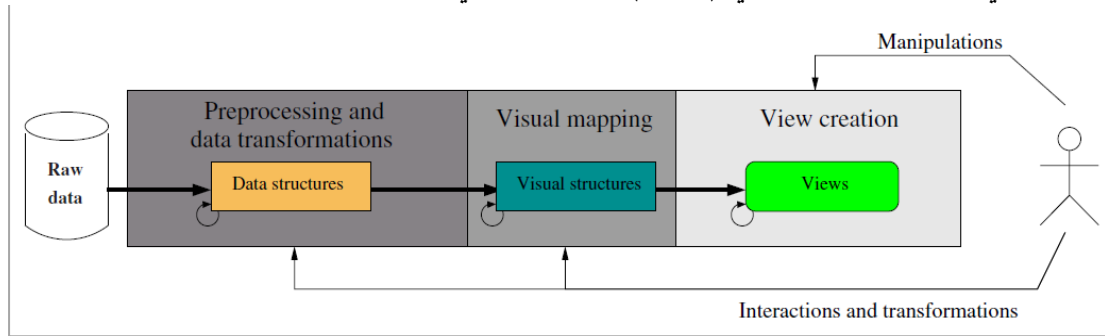 Manipulations
Preprocessing and
data transformations
Visual mapping
View creation
Raw
data
Data structures
Visual structures
Views
Interactions and transformations